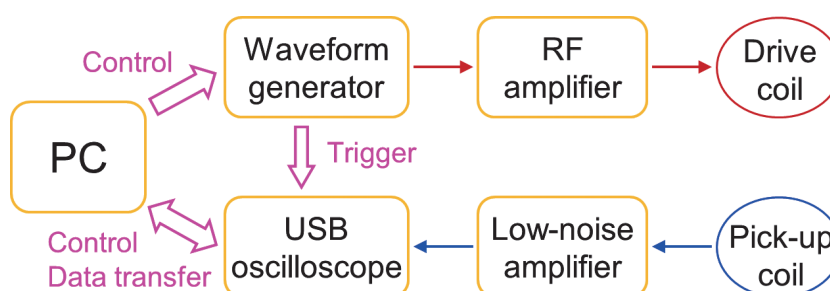 Control
Waveform
generator
RF
amplifier
Drive
coil
PC
Trigger
Control
Data transfer
USB
oscilloscope
Low-noise
amplifier
Pick-up
coil